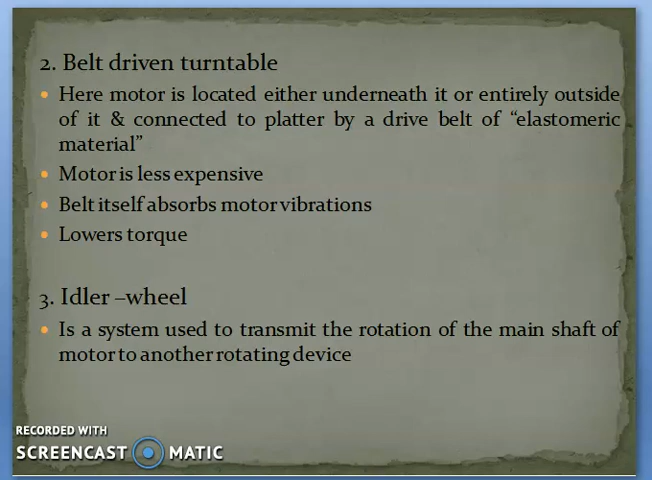 2. Belt driven turntable
• Here motor is located either underneath it or entirely outside
of it & connected to platter by a drive belt of “elastomeric
material”
• Motor is less expensive
• Belt itself absorbs motor vibrations
• Lowers torque
3. Idler –wheel
• Is a system used to transmit the rotation of the main shaft of
motor to another rotating device
RECORDED WITH
SCREENCAST MATIC